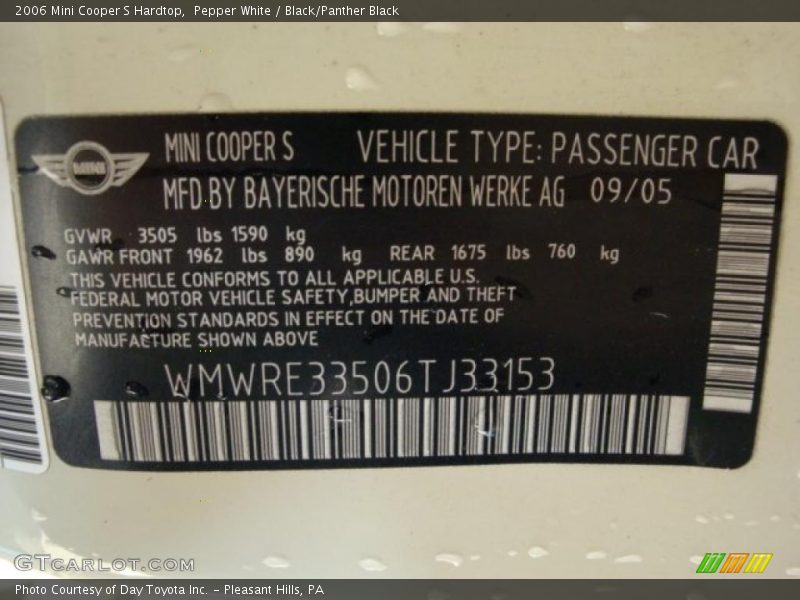 2006 Mini Cooper S Hardtop,  Pepper White / Black/Panther Black
MINI COOPER S VEHICLE TYPE: PASSENGER CAR
MINI
MFD BY BAYERISCHE MOTOREN WERKE AG 09/05
GVWR 3505 lbs 1590 kg
GAWR FRONT 1962 lbs 890 kg REAR 1675 lbs 760 kg
THIS VEHICLE CONFORMS TO ALL APPLICABLE U.S.
FEDERAL MOTOR VEHICLE SAFETY,BUMPER AND THEFT
PREVENTION STANDARDS IN EFFECT ON THE DATE OF
MANUFACTURE SHOWN ABOVE
WMWRE33506TJ33153
GTCARLOT.COM
Photo Courtesy of Day Toyota Inc. - Pleasant Hills, PA